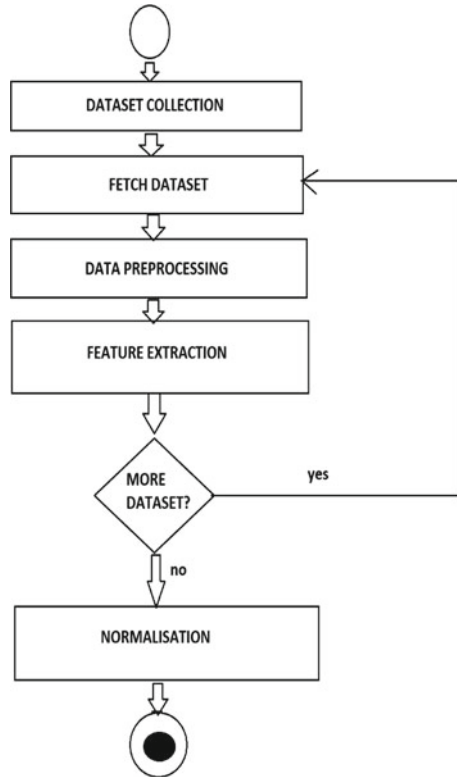 DATASET COLLECTION
FETCH DATASET
DATA PREPROCESSING
FEATURE EXTRACTION
MORE
DATASET?
yes
no
NORMALISATION